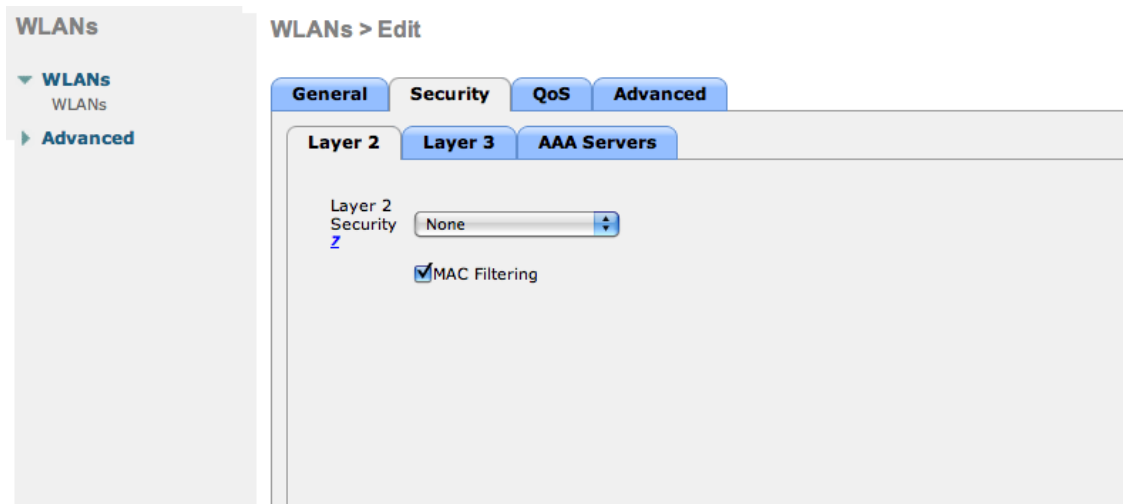 WLANs
WLANs
WLANs
Advanced
WLANs > Edit
General Security QoS Advanced
Layer 2 Layer 3 AAA Servers
Layer 2
Security
7
None
MAC Filtering